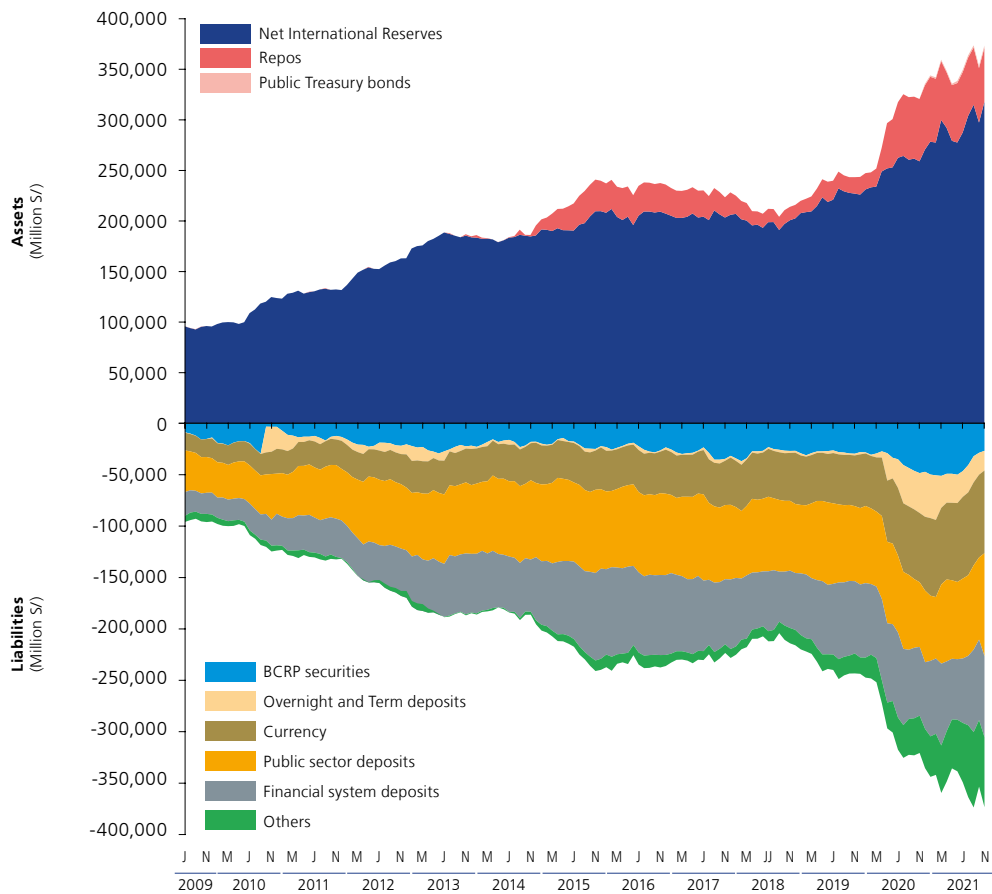 400,000
350,000
300,000
250,000
200,000
150,000
100,000
50,000
0
-50,000
-100,000
-150,000
-200,000
-250,000
-300,000
-350,000
-400,000
Assets
(Million S/)
Liabilities
(Million S/)
Net International Reserves
Repos
Public Treasury bonds
BCRP securities
Overnight and Term deposits
Currency
Public sector deposits
Financial system deposits
Others
J N M J N M J N M J N M J N M J N M J N M J N M J N M JJ N M J N M J N M J N
2009 2010 2011 2012 2013 2014 2015 2016 2017 2018 2019 2020 2021